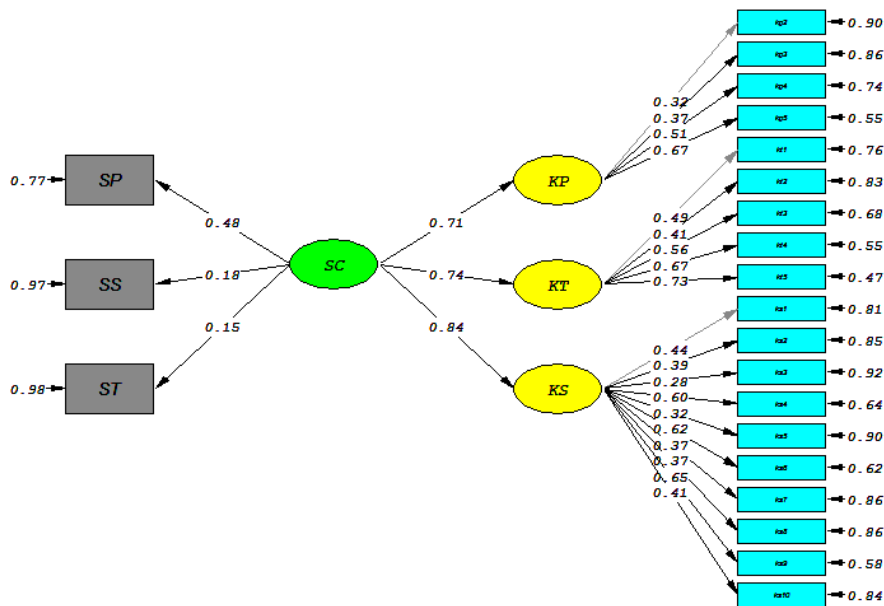 kp2
0.90
kp3
0.86
kp4
0.74
kp5
0.55
kt1
0.76
kt2
0.83
kt3
0.68
kt4
0.55
kt5
0.47
ks1
0.81
ks2
0.85
ks3
0.92
ks4
0.64
ks5
0.90
ks6
0.62
ks7
0.86
ks8
0.86
ks9
0.58
ks10
0.84
0.32
0.37
0.51
0.67
0.49
0.41
0.56
0.67
0.73
0.44
0.39
0.28
0.60
0.32
0.62
0.37
0.37
0.65
0.41
KP
KT
KS
0.71
0.74
0.84
SC
0.48
0.18
0.15
0.77
SP
0.97
SS
0.98
ST